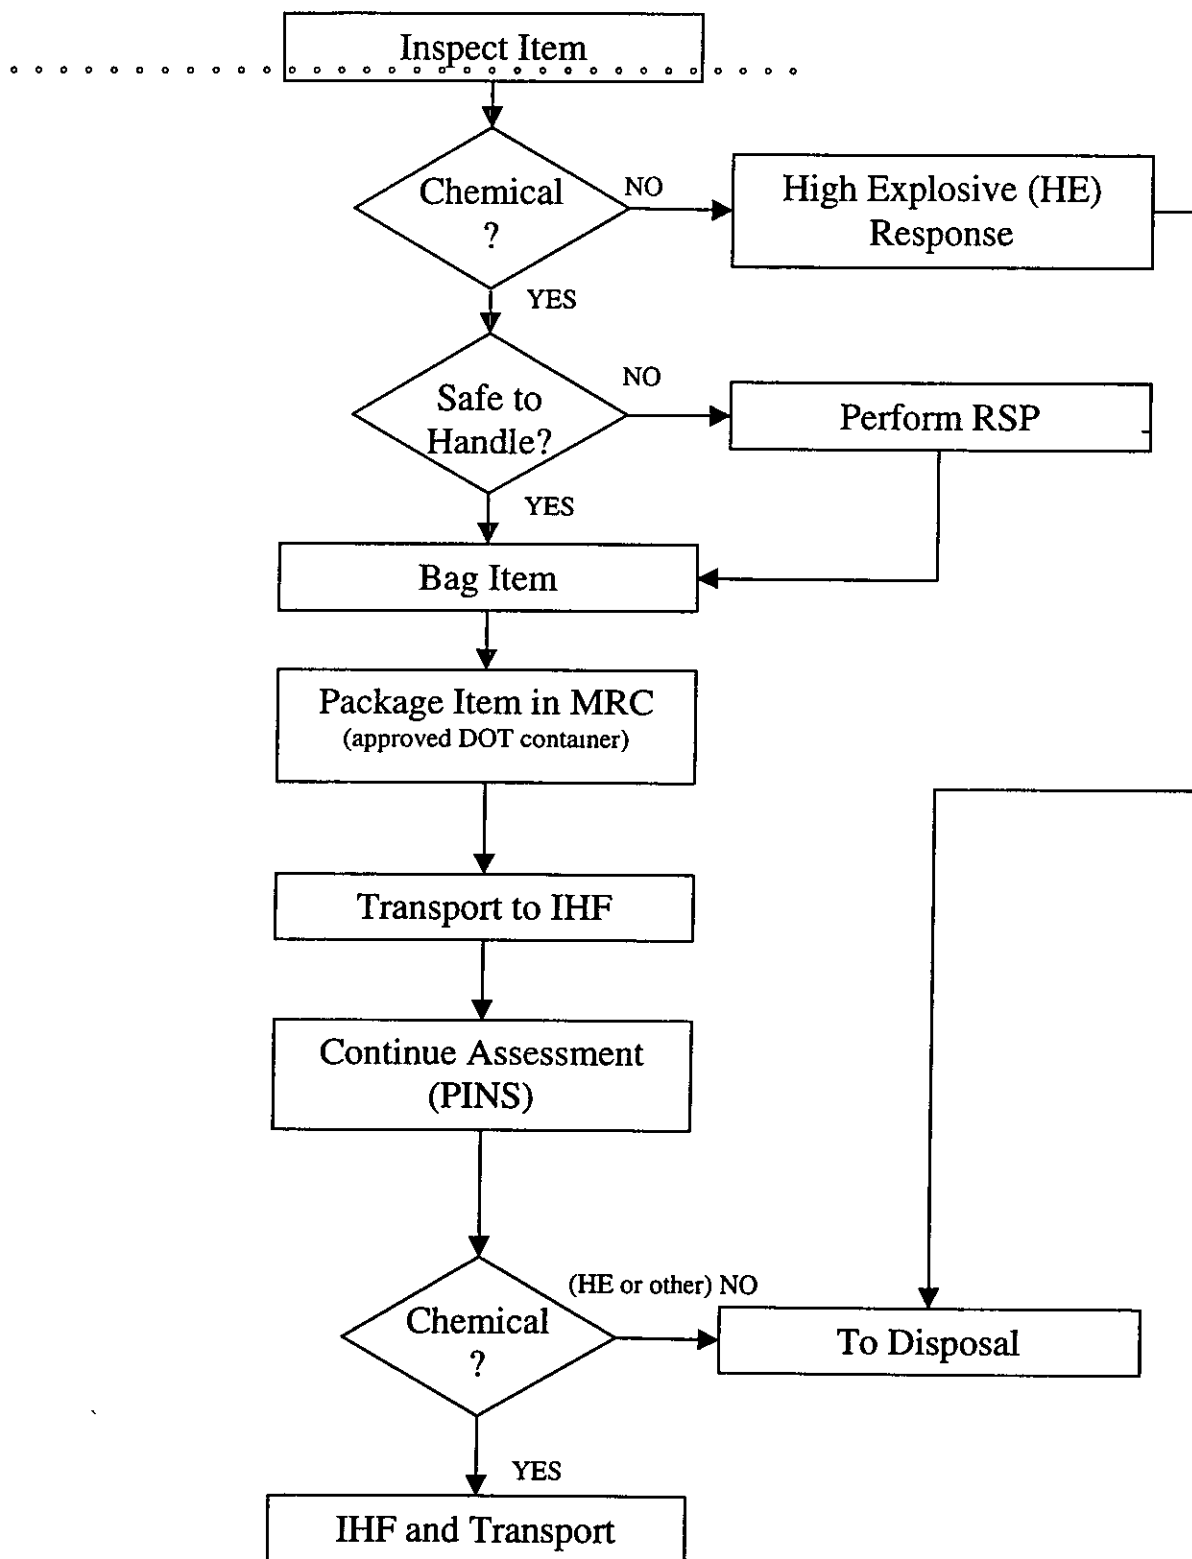 Inspect Item
Chemical
?
NO
High Explosive (HE)
Response
YES
Safe to
Handle?
NO
Perform RSP
YES
Bag Item
Package Item in MRC
(approved DOT container)
Transport to IHF
Continue Assessment
(PINS)
Chemical
?
(HE or other) NO
To Disposal
YES
IHF and Transport